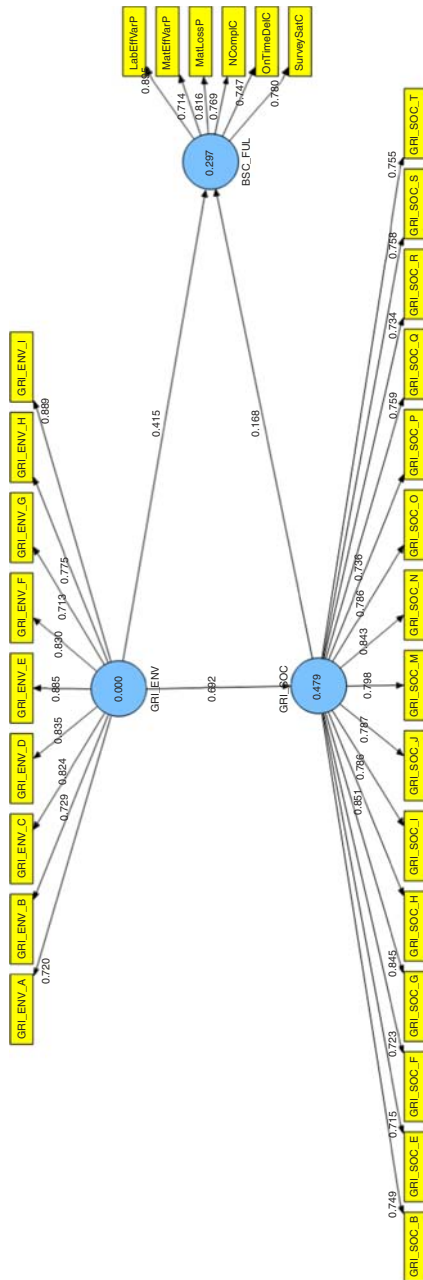 GRI_ENV_A
GRI_ENV_B
GRI_ENV_C
GRI_ENV_D
GRI_ENV_E
GRI_ENV_F
GRI_ENV_G
GRI_ENV_H
GRI_ENV_I
0.720
0.729
0.824
0.835
0.885
0.830
0.713
0.775
0.889
0.000
GRI_ENV
0.692
0.415
0.168
LabEffVarP
MatEffVarP
MatLossP
NComplC
OnTimeDelC
SurveySatC
0.895
0.714
0.816
0.769
0.747
0.780
0.297
BSC_FUL
GRI_SOC
0.479
0.749
0.715
0.723
0.845
0.851
0.786
0.787
0.798
0.843
0.786
0.736
0.759
0.734
0.758
0.755
GRI_SOC_B
GRI_SOC_E
GRI_SOC_F
GRI_SOC_G
GRI_SOC_H
GRI_SOC_I
GRI_SOC_J
GRI_SOC_M
GRI_SOC_N
GRI_SOC_O
GRI_SOC_P
GRI_SOC_Q
GRI_SOC_R
GRI_SOC_S
GRI_SOC_T